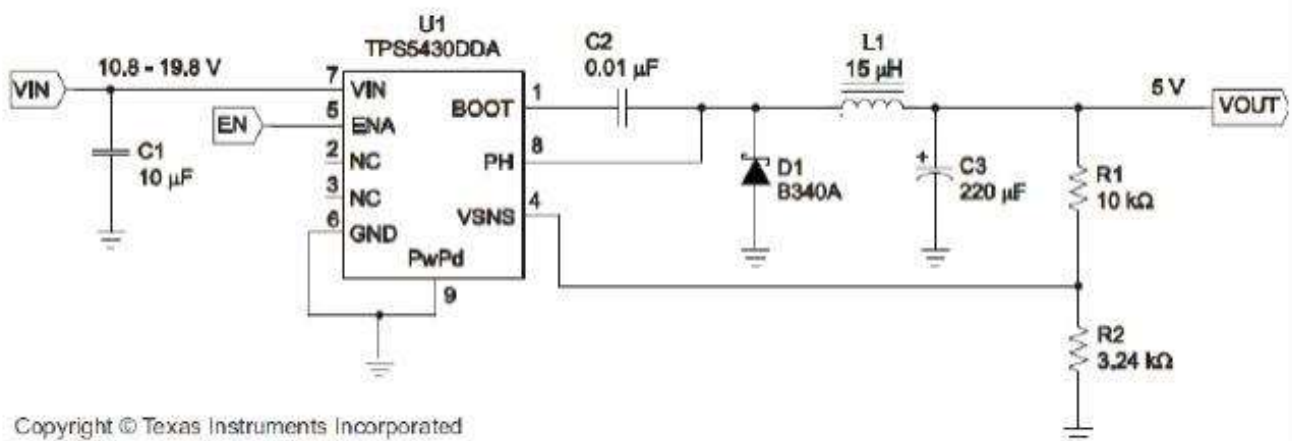 U1
TPS5430DDA
VIN
10.8 - 19.8 V
7
VIN
EN
5
ENA
2
NC
3
NC
6
GND
PwPd
9
BOOT
1
PH
8
VSNS
4
C1
10 µF
C2
0.01 µF
L1
15 µH
D1
B340A
C3
220 µF
+
5 V
VOUT
R1
10 kΩ
R2
3.24 kΩ
Copyright © Texas Instruments Incorporated